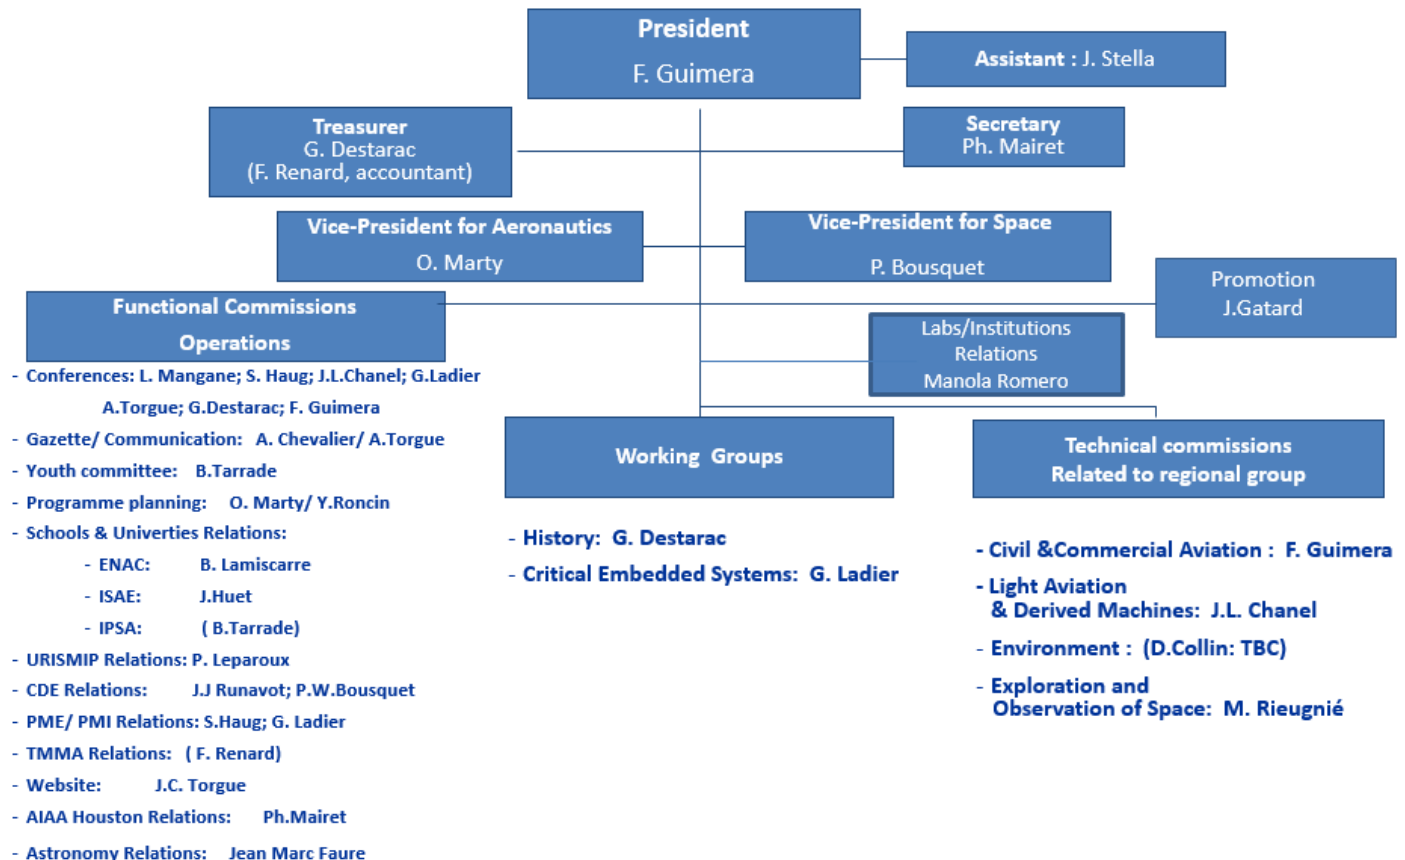 President
F. Guimera
Assistant : J. Stella
Treasurer
G. Destarac
(F. Renard, accountant)
Secretary
Ph. Mairet
Vice-President for Aeronautics
O. Marty
Vice-President for Space
P. Bousquet
Promotion
J.Gatard
Functional Commissions
Operations
Labs/Institutions
Relations
Manola Romero
- Conferences: L. Mangane; S. Haug; J.L.Chanel; G.Ladier
A.Torgue; G.Destarac; F. Guimera
- Gazette/ Communication: A. Chevalier/ A.Torgue
- Youth committee: B.Tarrade
- Programme planning: O. Marty/ Y.Roncin
- Schools & Univerties Relations:
- ENAC: B. Lamiscarre
- ISAE: J.Huet
- IPSA: ( B.Tarrade)
- URISMIP Relations: P. Leparoux
- CDE Relations: J.J Runavot; P.W.Bousquet
- PME/ PMI Relations: S.Haug; G. Ladier
- TMMA Relations: ( F. Renard)
- Website: J.C. Torgue
- AIAA Houston Relations: Ph.Mairet
- Astronomy Relations: Jean Marc Faure
Working Groups
- History: G. Destarac
- Critical Embedded Systems: G. Ladier
Technical commissions
Related to regional group
- Civil &Commercial Aviation : F. Guimera
- Light Aviation
& Derived Machines: J.L. Chanel
- Environment : (D.Collin: TBC)
- Exploration and
Observation of Space: M. Rieugnié